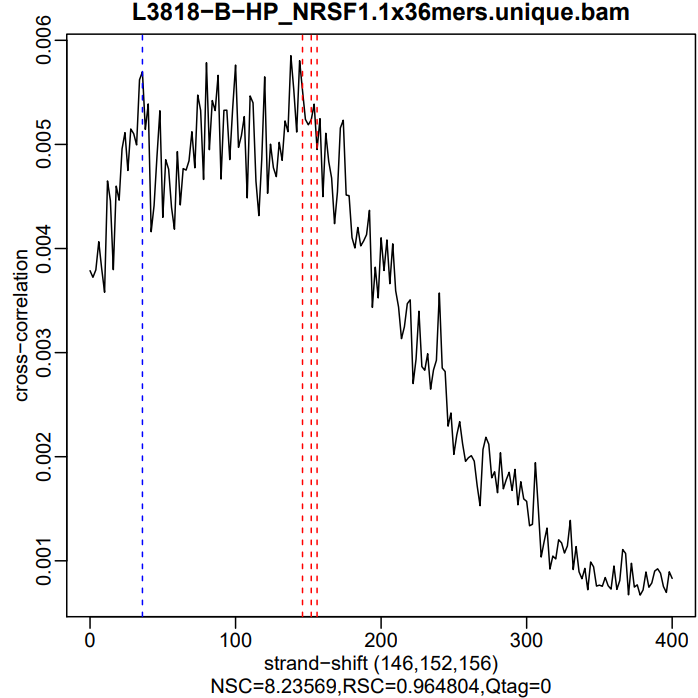 L3818−B−HP_NRSF1.1x36mers.unique.bam
0.006
0.005
0.004
0.003
0.002
0.001
cross−correlation
0 100 200 300 400
strand−shift (146,152,156)
NSC=8.23569,RSC=0.964804,Qtag=0